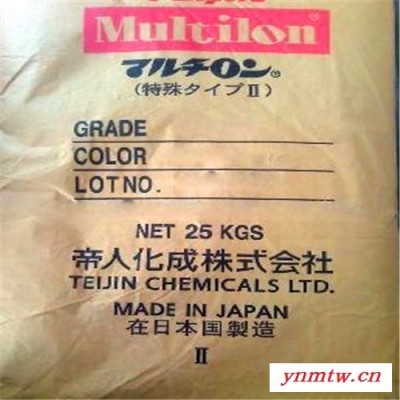 Multilon®
マルチロン®
(特殊タイプⅡ)
GRADE
COLOR
LOT NO.
NET 25 KGS
帝人化成株式会社
TEIJIN CHEMICALS LTD.
MADE IN JAPAN
在日本国製造
Ⅱ
ynmtw.cn